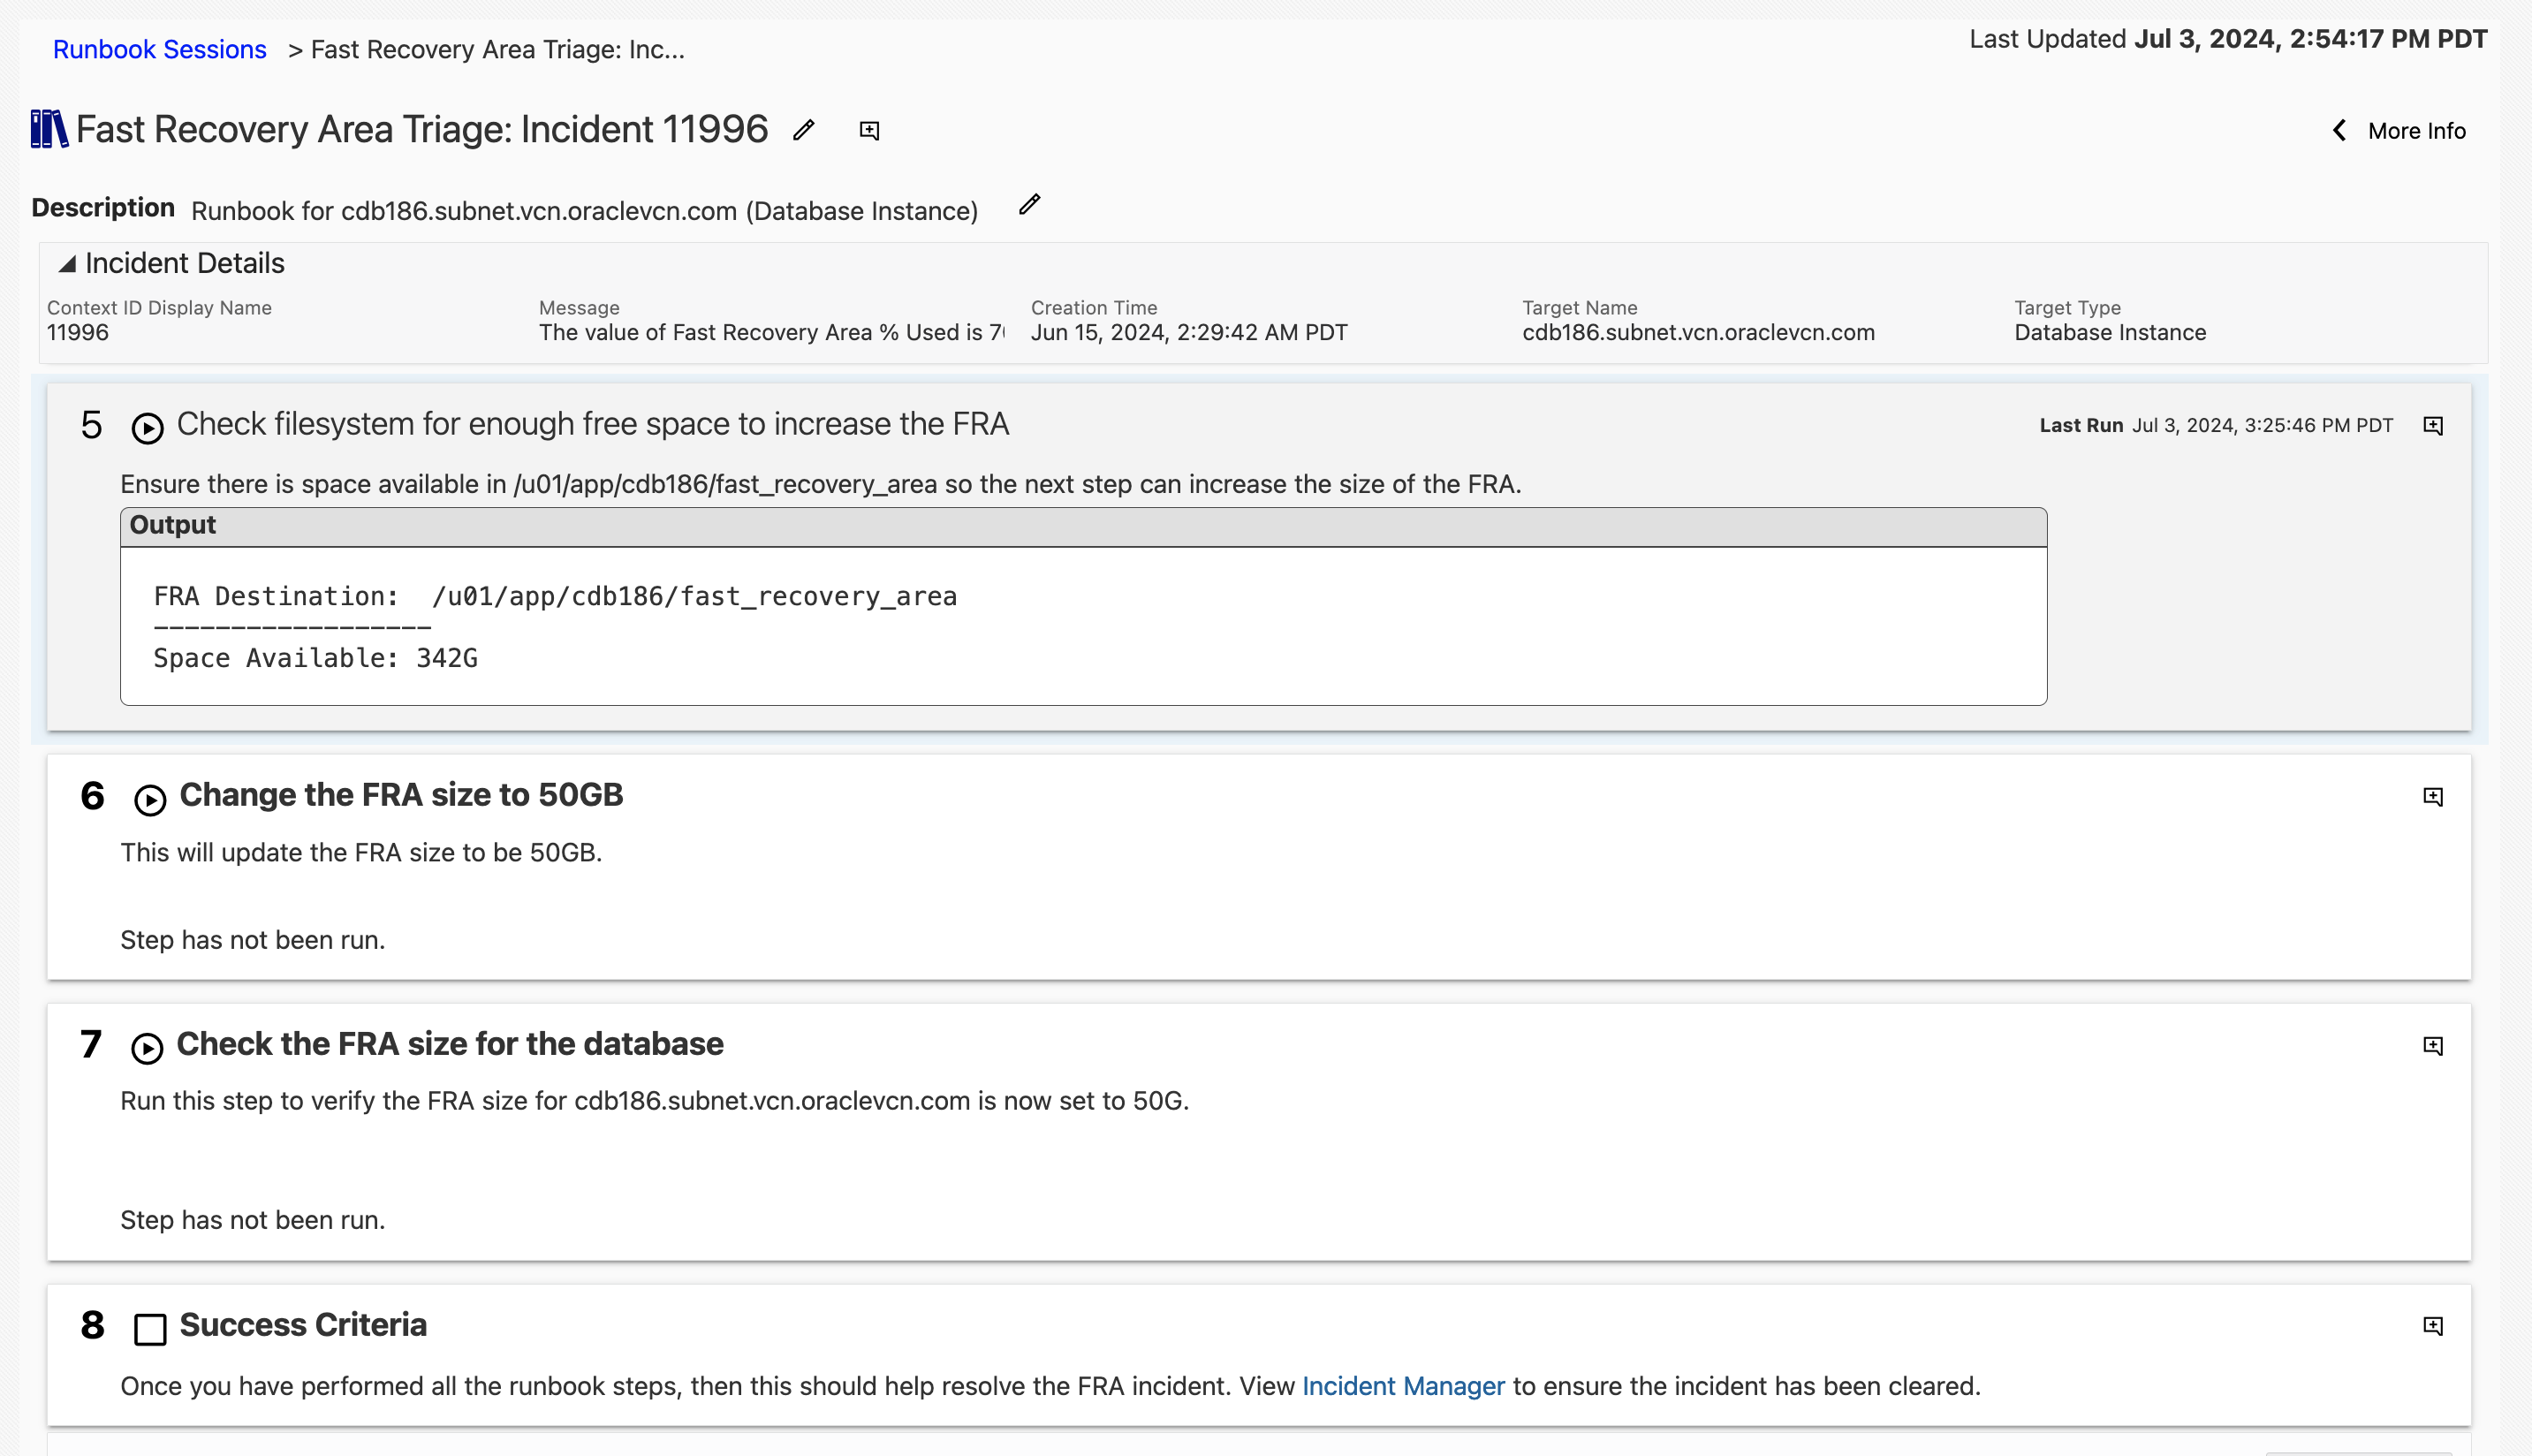 Runbook Sessions > Fast Recovery Area Triage: Inc...
Last Updated Jul 3, 2024, 2:54:17 PM PDT
Fast Recovery Area Triage: Incident 11996
More Info
Description Runbook for cdb186.subnet.vcn.oraclevcn.com (Database Instance)
Incident Details
Context ID Display Name
11996
Message
The value of Fast Recovery Area % Used is 7
Creation Time
Jun 15, 2024, 2:29:42 AM PDT
Target Name
cdb186.subnet.vcn.oraclevcn.com
Target Type
Database Instance
5 Check filesystem for enough free space to increase the FRA
Last Run Jul 3, 2024, 3:25:46 PM PDT
Ensure there is space available in /u01/app/cdb186/fast_recovery_area so the next step can increase the size of the FRA.
Output
FRA Destination: /u01/app/cdb186/fast_recovery_area
------------------
Space Available: 342G
6 Change the FRA size to 50GB
This will update the FRA size to be 50GB.
Step has not been run.
7 Check the FRA size for the database
Run this step to verify the FRA size for cdb186.subnet.vcn.oraclevcn.com is now set to 50G.
Step has not been run.
8 Success Criteria
Once you have performed all the runbook steps, then this should help resolve the FRA incident. View Incident Manager to ensure the incident has been cleared.